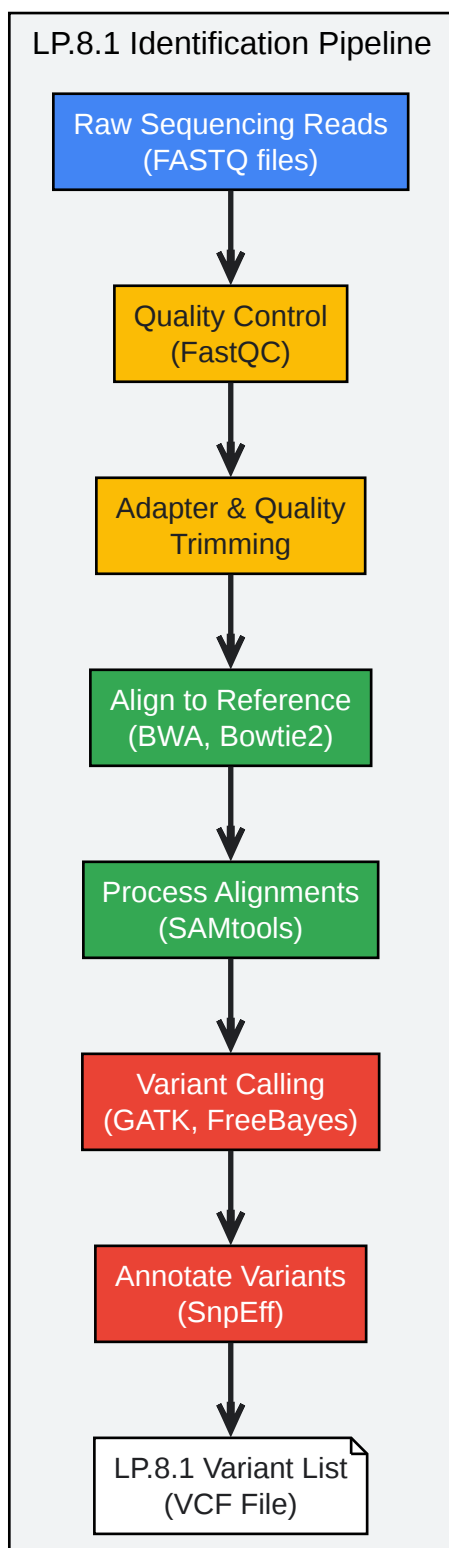 LP.8.1 Identification Pipeline
Raw Sequencing Reads
(FASTQ files)
Quality Control
(FastQC)
Adapter & Quality
Trimming
Align to Reference
(BWA, Bowtie2)
Process Alignments
(SAMtools)
Variant Calling
(GATK, FreeBayes)
Annotate Variants
(SnpEff)
LP.8.1 Variant List
(VCF File)